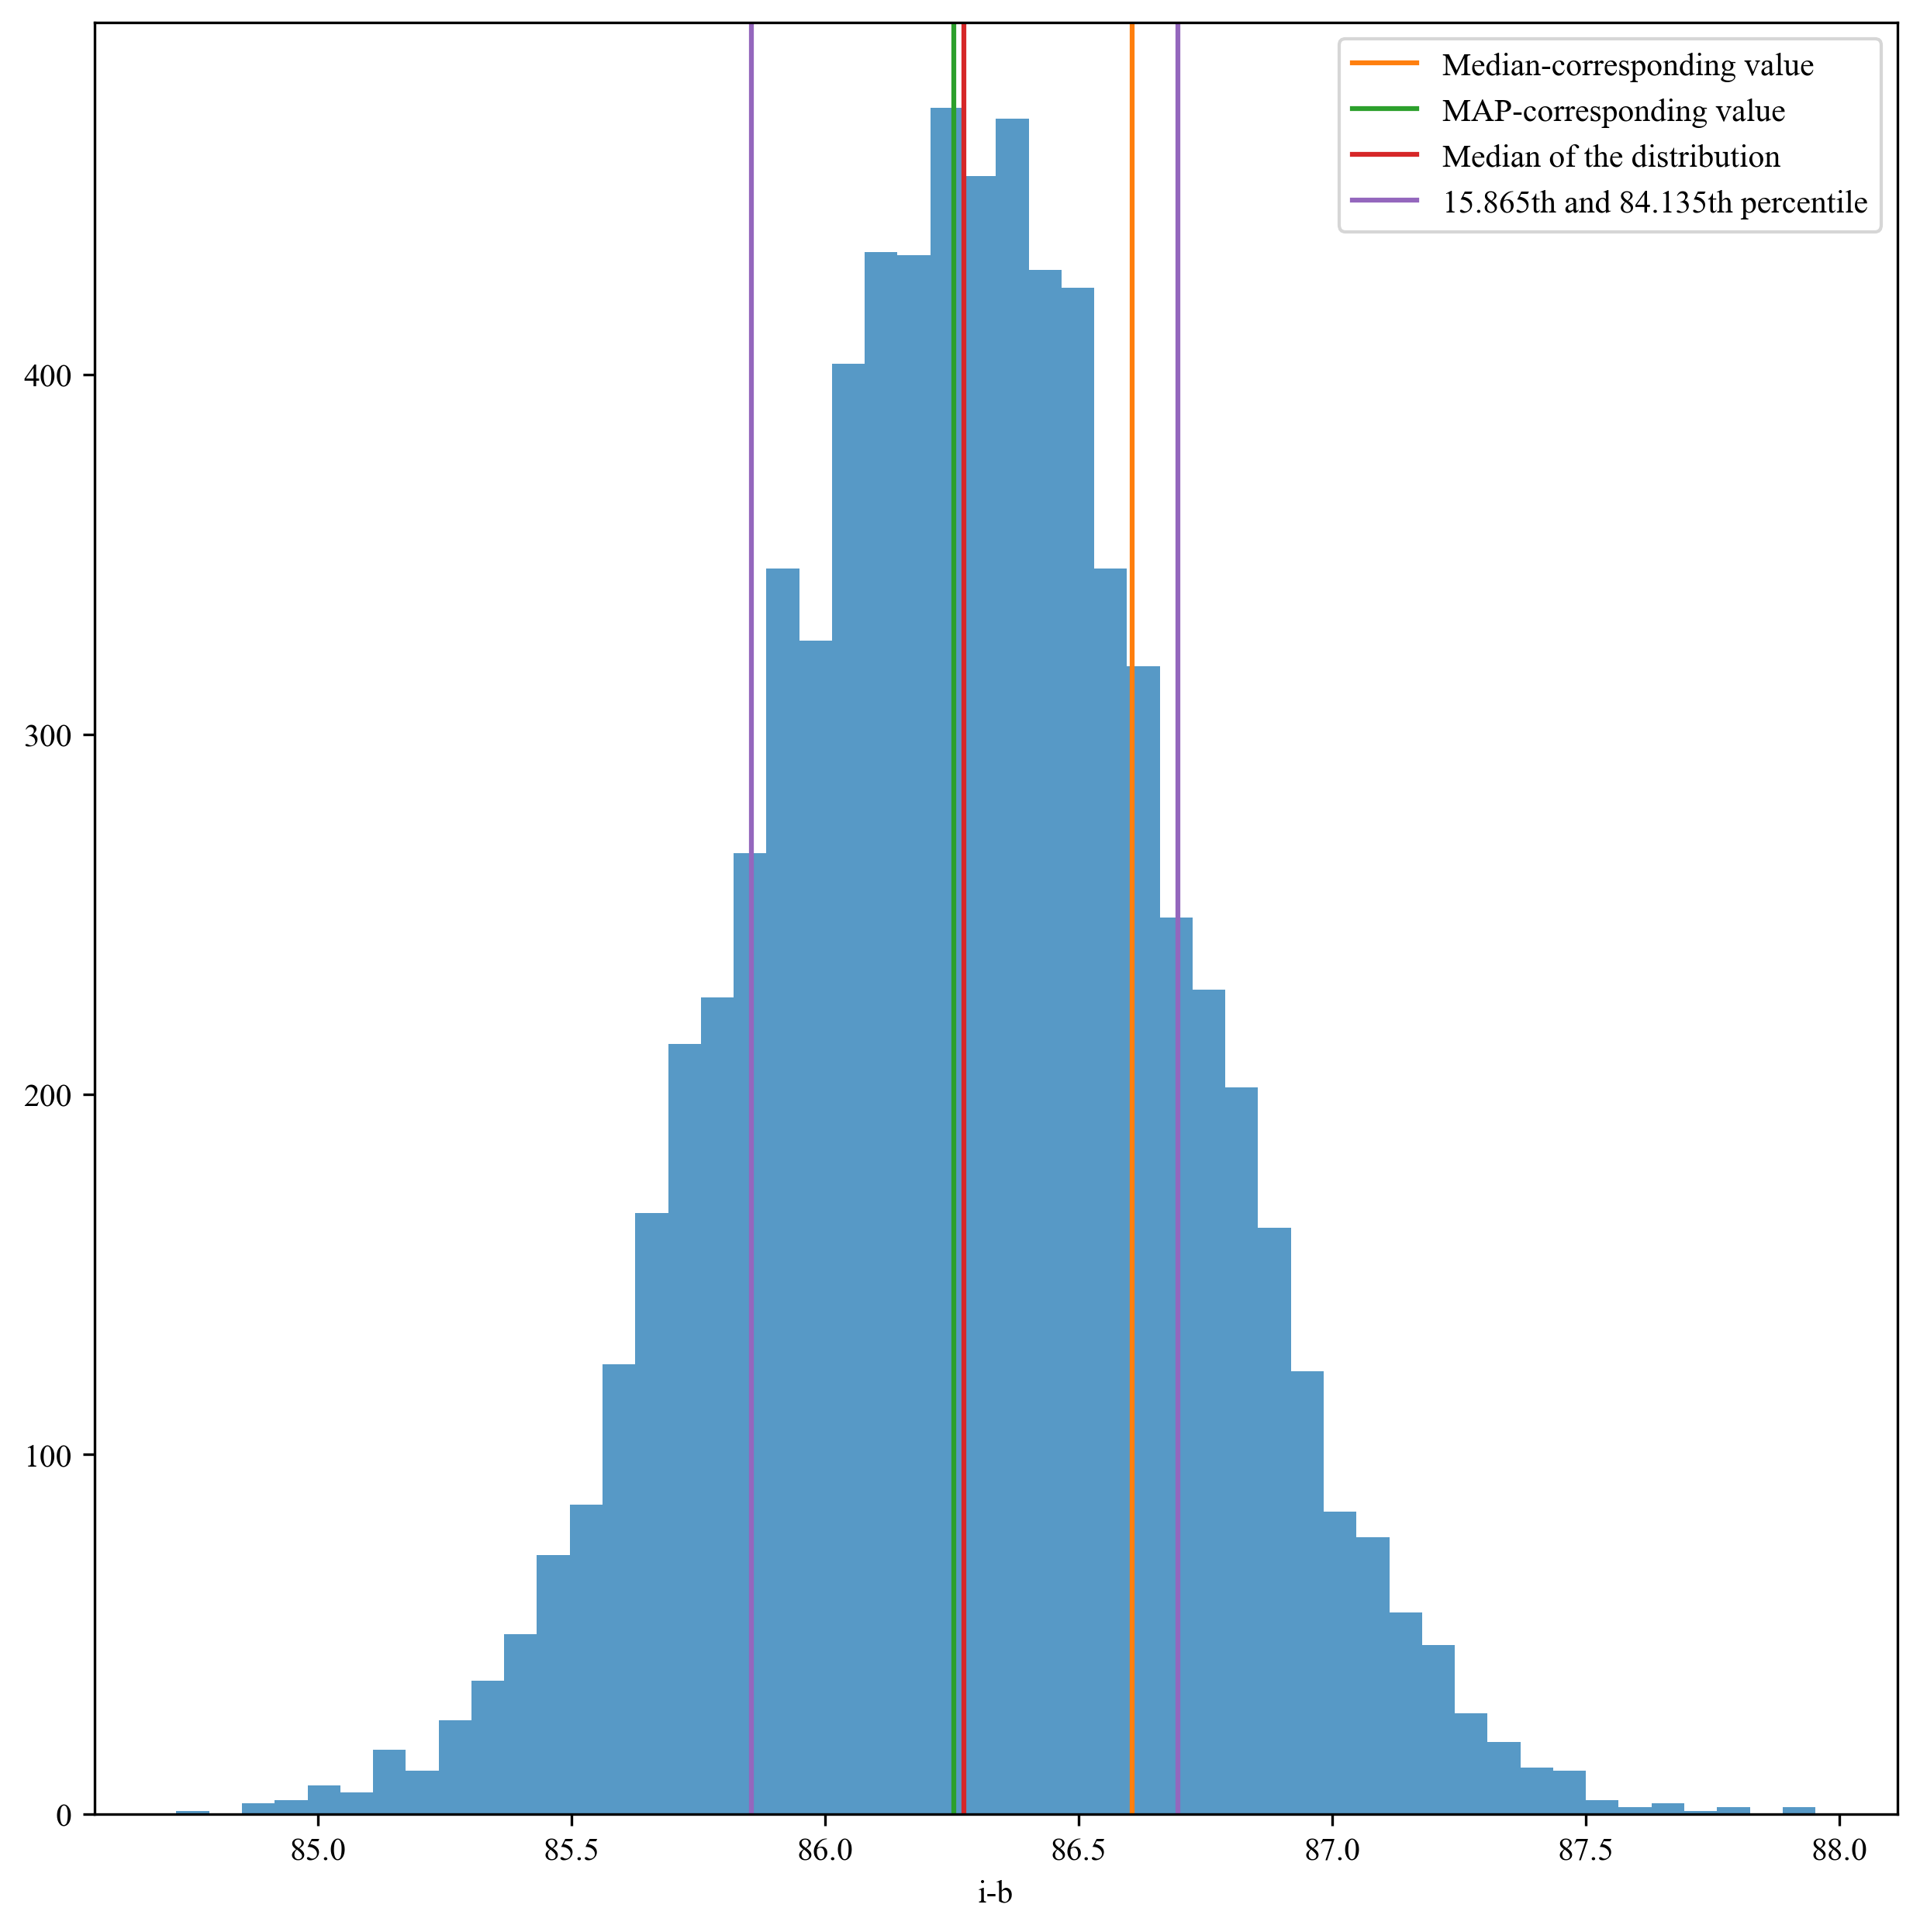 Median-corresponding value
MAP-corresponding value
Median of the distribution
15.865th and 84.135th percentile
400
300
200
100
0
85.0 85.5 86.0 86.5 87.0 87.5 88.0
i-b